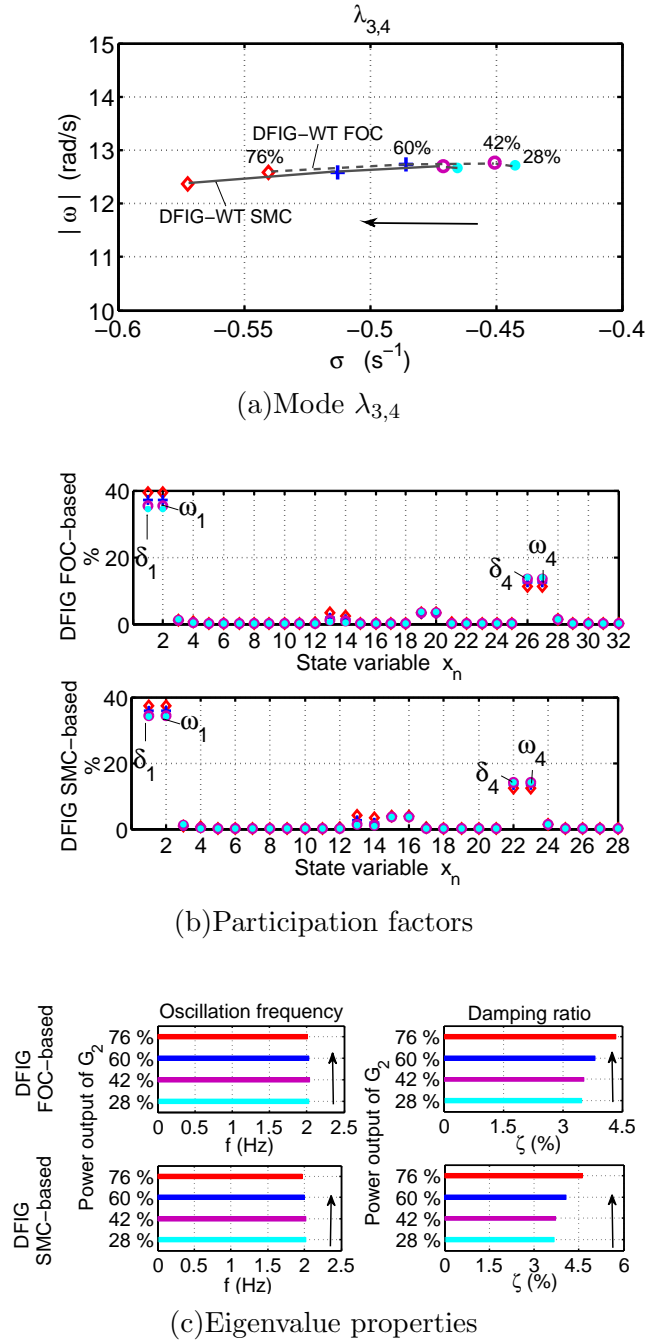 λ3,4
15
14
13
12
11
10
|ω| (rad/s)
DFIG−WT FOC
76%
60%
42%
28%
DFIG−WT SMC
−0.6 −0.55 −0.5 −0.45 −0.4
σ (s⁻¹)
(a)Mode λ3,4
DFIG FOC−based
%
40
20
0
δ1
ω1
δ4
ω4
2 4 6 8 10 12 14 16 18 20 22 24 26 28 30 32
State variable x_n
DFIG SMC−based
%
40
20
0
δ1
ω1
δ4
ω4
2 4 6 8 10 12 14 16 18 20 22 24 26 28
State variable x_n
(b)Participation factors
Oscillation frequency
Damping ratio
DFIG
FOC−based
Power output of G2
76 %
60 %
42 %
28 %
0 0.5 1 1.5 2 2.5
f (Hz)
Power output of G2
76 %
60 %
42 %
28 %
0 1.5 3 4.5
ζ (%)
DFIG
SMC−based
76 %
60 %
42 %
28 %
0 0.5 1 1.5 2 2.5
f (Hz)
76 %
60 %
42 %
28 %
0 1.5 3 4.5 6
ζ (%)
(c)Eigenvalue properties